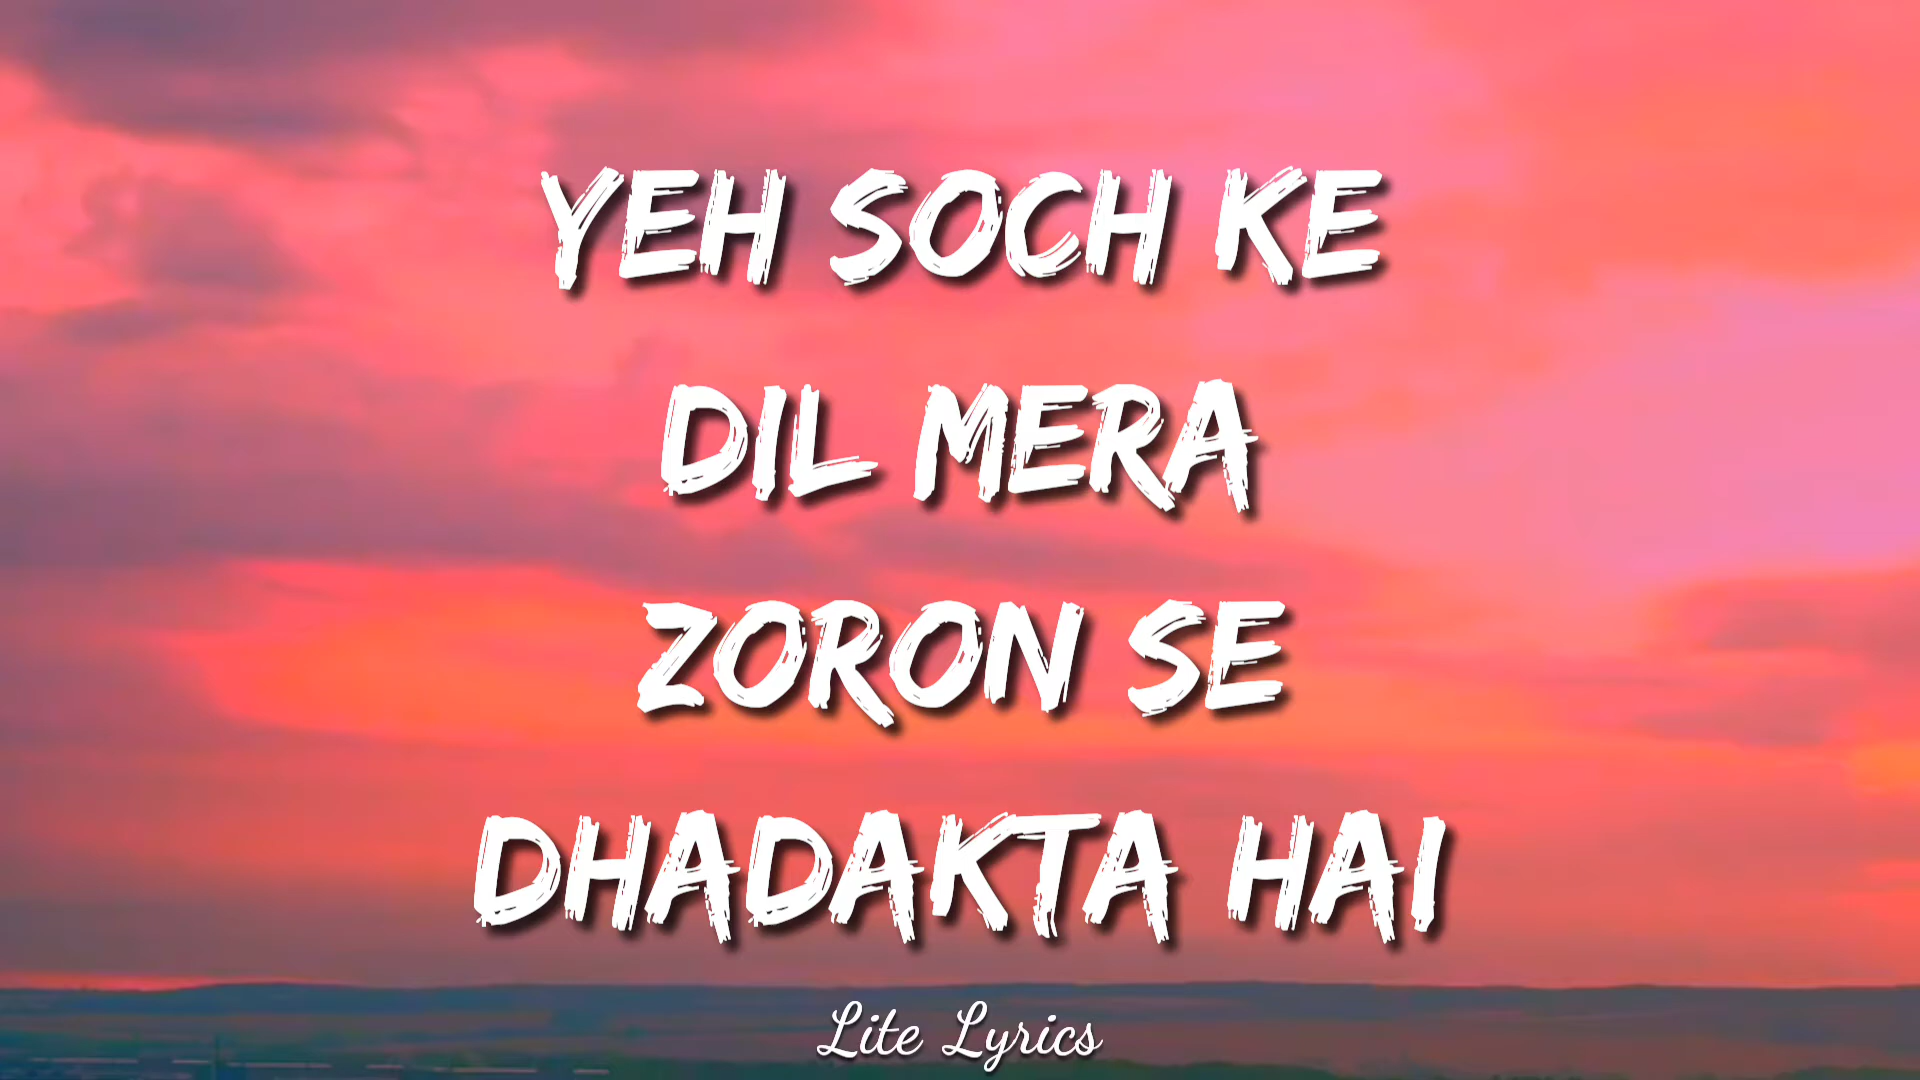 YEH SOCH KE
DIL MERA
ZORON SE
DHADAKTA HAI
Lite Lyrics